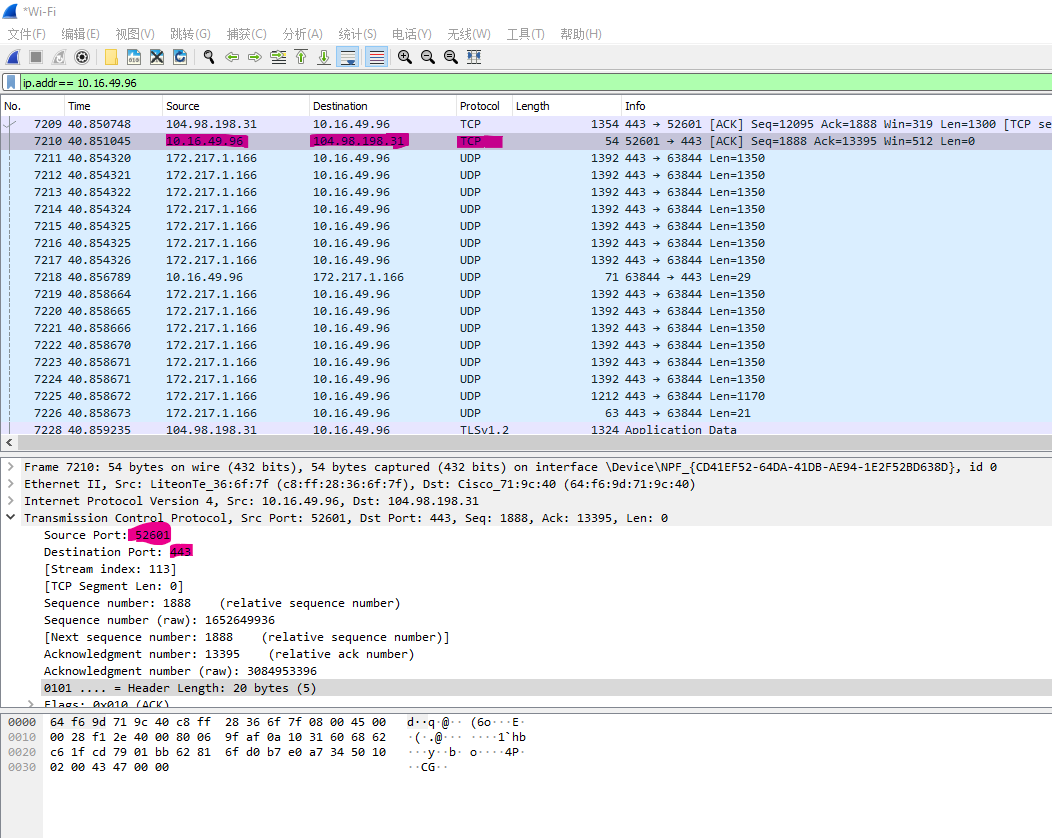 *Wi-Fi
文件(F) 编辑(E) 视图(V) 跳转(G) 捕获(C) 分析(A) 统计(S) 电话(Y) 无线(W) 工具(T) 帮助(H)
ip.addr== 10.16.49.96
No. Time Source Destination Protocol Length Info
7209 40.850748 104.98.198.31 10.16.49.96 TCP 1354 443 → 52601 [ACK] Seq=12095 Ack=1888 Win=319 Len=1300 [TCP se
7210 40.851045 10.16.49.96 104.98.198.31 TCP 54 52601 → 443 [ACK] Seq=1888 Ack=13395 Win=512 Len=0
7211 40.854320 172.217.1.166 10.16.49.96 UDP 1392 443 → 63844 Len=1350
7212 40.854321 172.217.1.166 10.16.49.96 UDP 1392 443 → 63844 Len=1350
7213 40.854322 172.217.1.166 10.16.49.96 UDP 1392 443 → 63844 Len=1350
7214 40.854324 172.217.1.166 10.16.49.96 UDP 1392 443 → 63844 Len=1350
7215 40.854325 172.217.1.166 10.16.49.96 UDP 1392 443 → 63844 Len=1350
7216 40.854325 172.217.1.166 10.16.49.96 UDP 1392 443 → 63844 Len=1350
7217 40.854326 172.217.1.166 10.16.49.96 UDP 1392 443 → 63844 Len=1350
7218 40.856789 10.16.49.96 172.217.1.166 UDP 71 63844 → 443 Len=29
7219 40.858664 172.217.1.166 10.16.49.96 UDP 1392 443 → 63844 Len=1350
7220 40.858665 172.217.1.166 10.16.49.96 UDP 1392 443 → 63844 Len=1350
7221 40.858666 172.217.1.166 10.16.49.96 UDP 1392 443 → 63844 Len=1350
7222 40.858670 172.217.1.166 10.16.49.96 UDP 1392 443 → 63844 Len=1350
7223 40.858671 172.217.1.166 10.16.49.96 UDP 1392 443 → 63844 Len=1350
7224 40.858671 172.217.1.166 10.16.49.96 UDP 1392 443 → 63844 Len=1350
7225 40.858672 172.217.1.166 10.16.49.96 UDP 1212 443 → 63844 Len=1170
7226 40.858673 172.217.1.166 10.16.49.96 UDP 63 443 → 63844 Len=21
7228 40.859235 104.98.198.31 10.16.49.96 TLSv1.2 1324 Application Data
Frame 7210: 54 bytes on wire (432 bits), 54 bytes captured (432 bits) on interface \Device\NPF_{CD41EF52-64DA-41DB-AE94-1E2F52BD638D}, id 0
Ethernet II, Src: LiteonTe_36:6f:7f (c8:ff:28:36:6f:7f), Dst: Cisco_71:9c:40 (64:f6:9d:71:9c:40)
Internet Protocol Version 4, Src: 10.16.49.96, Dst: 104.98.198.31
Transmission Control Protocol, Src Port: 52601, Dst Port: 443, Seq: 1888, Ack: 13395, Len: 0
Source Port: 52601
Destination Port: 443
[Stream index: 113]
[TCP Segment Len: 0]
Sequence number: 1888 (relative sequence number)
Sequence number (raw): 1652649936
[Next sequence number: 1888 (relative sequence number)]
Acknowledgment number: 13395 (relative ack number)
Acknowledgment number (raw): 3084953396
0101 .... = Header Length: 20 bytes (5)
Flags: 0x010 (ACK)
0000 64 f6 9d 71 9c 40 c8 ff 28 36 6f 7f 08 00 45 00 d··q·@·· (6o···E·
0010 00 28 f1 2e 40 00 80 06 9f af 0a 10 31 60 68 62 ·(·.@··· ····1`hb
0020 c6 1f cd 79 01 bb 62 81 6f d0 b7 e0 a7 34 50 10 ···y··b· o····4P·
0030 02 00 43 47 00 00 ··CG··